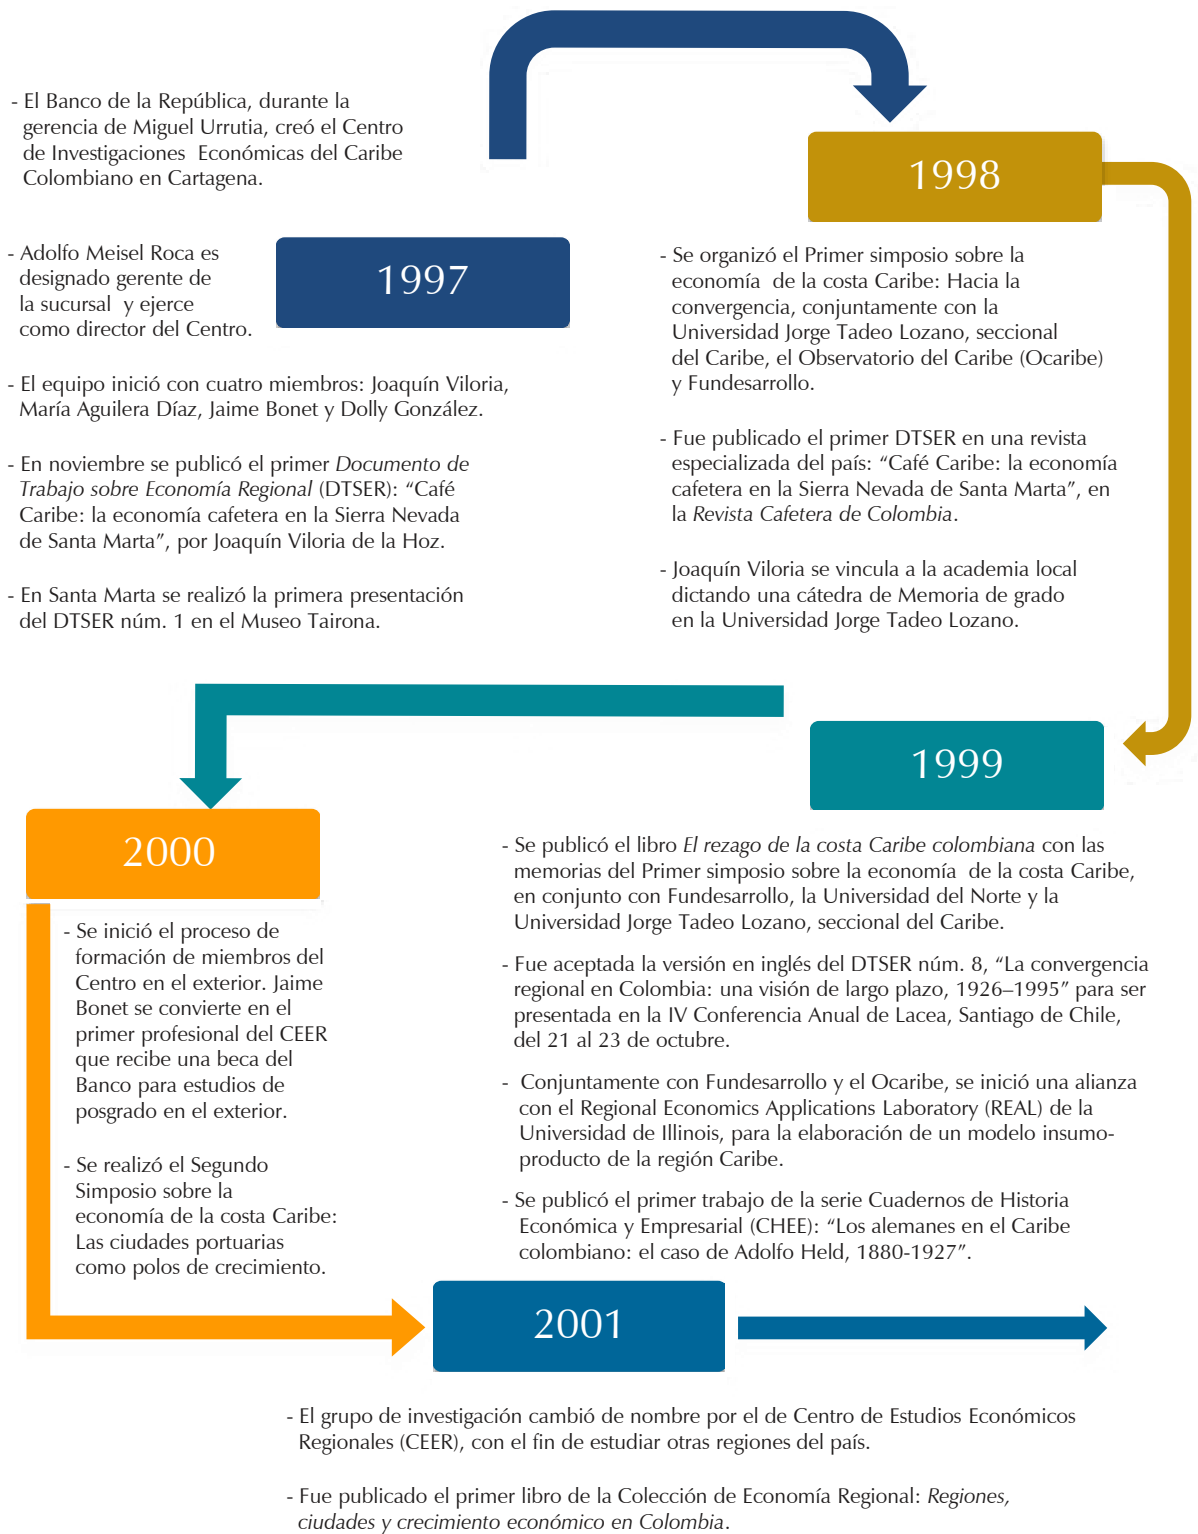 - El Banco de la República, durante la
gerencia de Miguel Urrutia, creó el Centro
de Investigaciones Económicas del Caribe
Colombiano en Cartagena.
1997
- Adolfo Meisel Roca es
designado gerente de
la sucursal y ejerce
como director del Centro.
- El equipo inició con cuatro miembros: Joaquín Viloria,
María Aguilera Díaz, Jaime Bonet y Dolly González.
- En noviembre se publicó el primer Documento de
Trabajo sobre Economía Regional (DTSER): “Café
Caribe: la economía cafetera en la Sierra Nevada
de Santa Marta”, por Joaquín Viloria de la Hoz.
- En Santa Marta se realizó la primera presentación
del DTSER núm. 1 en el Museo Tairona.
1998
- Se organizó el Primer simposio sobre la
economía de la costa Caribe: Hacia la
convergencia, conjuntamente con la
Universidad Jorge Tadeo Lozano, seccional
del Caribe, el Observatorio del Caribe (Ocaribe)
y Fundesarrollo.
- Fue publicado el primer DTSER en una revista
especializada del país: “Café Caribe: la economía
cafetera en la Sierra Nevada de Santa Marta”, en
la Revista Cafetera de Colombia.
- Joaquín Viloria se vincula a la academia local
dictando una cátedra de Memoria de grado
en la Universidad Jorge Tadeo Lozano.
1999
- Se publicó el libro El rezago de la costa Caribe colombiana con las
memorias del Primer simposio sobre la economía de la costa Caribe,
en conjunto con Fundesarrollo, la Universidad del Norte y la
Universidad Jorge Tadeo Lozano, seccional del Caribe.
- Fue aceptada la versión en inglés del DTSER núm. 8, “La convergencia
regional en Colombia: una visión de largo plazo, 1926–1995” para ser
presentada en la IV Conferencia Anual de Lacea, Santiago de Chile,
del 21 al 23 de octubre.
- Conjuntamente con Fundesarrollo y el Ocaribe, se inició una alianza
con el Regional Economics Applications Laboratory (REAL) de la
Universidad de Illinois, para la elaboración de un modelo insumo-
producto de la región Caribe.
- Se publicó el primer trabajo de la serie Cuadernos de Historia
Económica y Empresarial (CHEE): “Los alemanes en el Caribe
colombiano: el caso de Adolfo Held, 1880-1927”.
2000
- Se inició el proceso de
formación de miembros del
Centro en el exterior. Jaime
Bonet se convierte en el
primer profesional del CEER
que recibe una beca del
Banco para estudios de
posgrado en el exterior.
- Se realizó el Segundo
Simposio sobre la
economía de la costa Caribe:
Las ciudades portuarias
como polos de crecimiento.
2001
- El grupo de investigación cambió de nombre por el de Centro de Estudios Económicos
Regionales (CEER), con el fin de estudiar otras regiones del país.
- Fue publicado el primer libro de la Colección de Economía Regional: Regiones,
ciudades y crecimiento económico en Colombia.